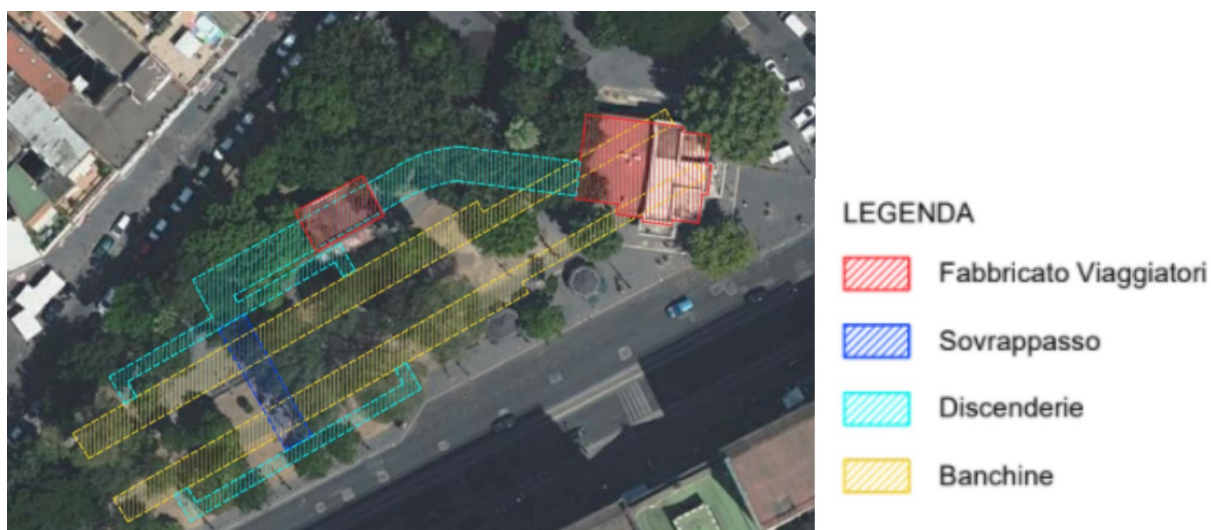 LEGENDA
Fabbricato Viaggiatori
Sovrappasso
Discenderie
Banchine